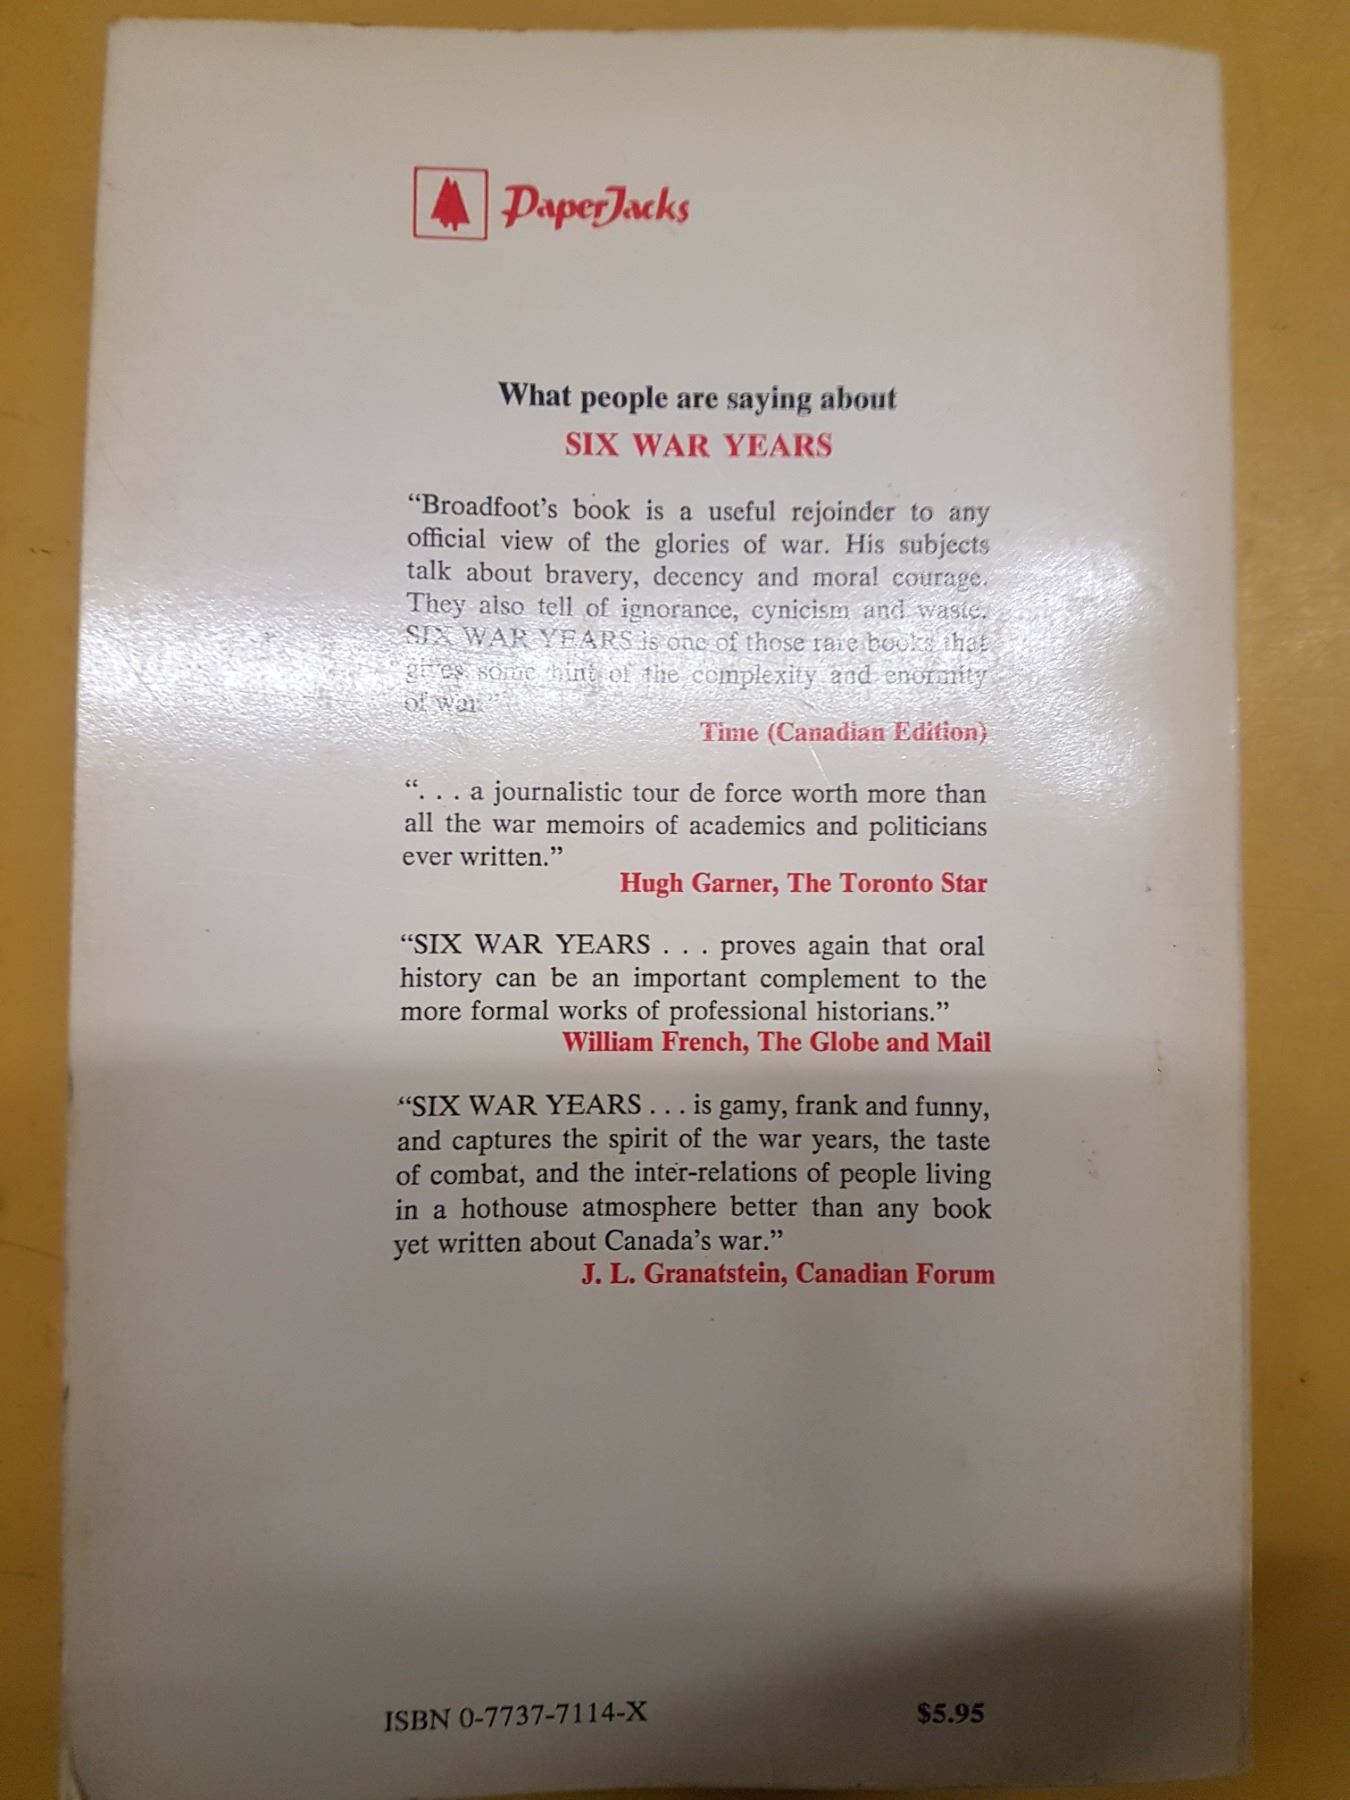 PaperJacks
What people are saying about
SIX WAR YEARS
“Broadfoot’s book is a useful rejoinder to any
official view of the glories of war. His subjects
talk about bravery, decency and moral courage.
They also tell of ignorance, cynicism and waste.
SIX WAR YEARS is one of those rare books that
gives some hint of the complexity and enormity
of war.”
Time (Canadian Edition)
“. . . a journalistic tour de force worth more than
all the war memoirs of academics and politicians
ever written.”
Hugh Garner, The Toronto Star
“SIX WAR YEARS . . . proves again that oral
history can be an important complement to the
more formal works of professional historians.”
William French, The Globe and Mail
“SIX WAR YEARS . . . is gamy, frank and funny,
and captures the spirit of the war years, the taste
of combat, and the inter-relations of people living
in a hothouse atmosphere better than any book
yet written about Canada’s war.”
J. L. Granatstein, Canadian Forum
ISBN 0-7737-7114-X
$5.95